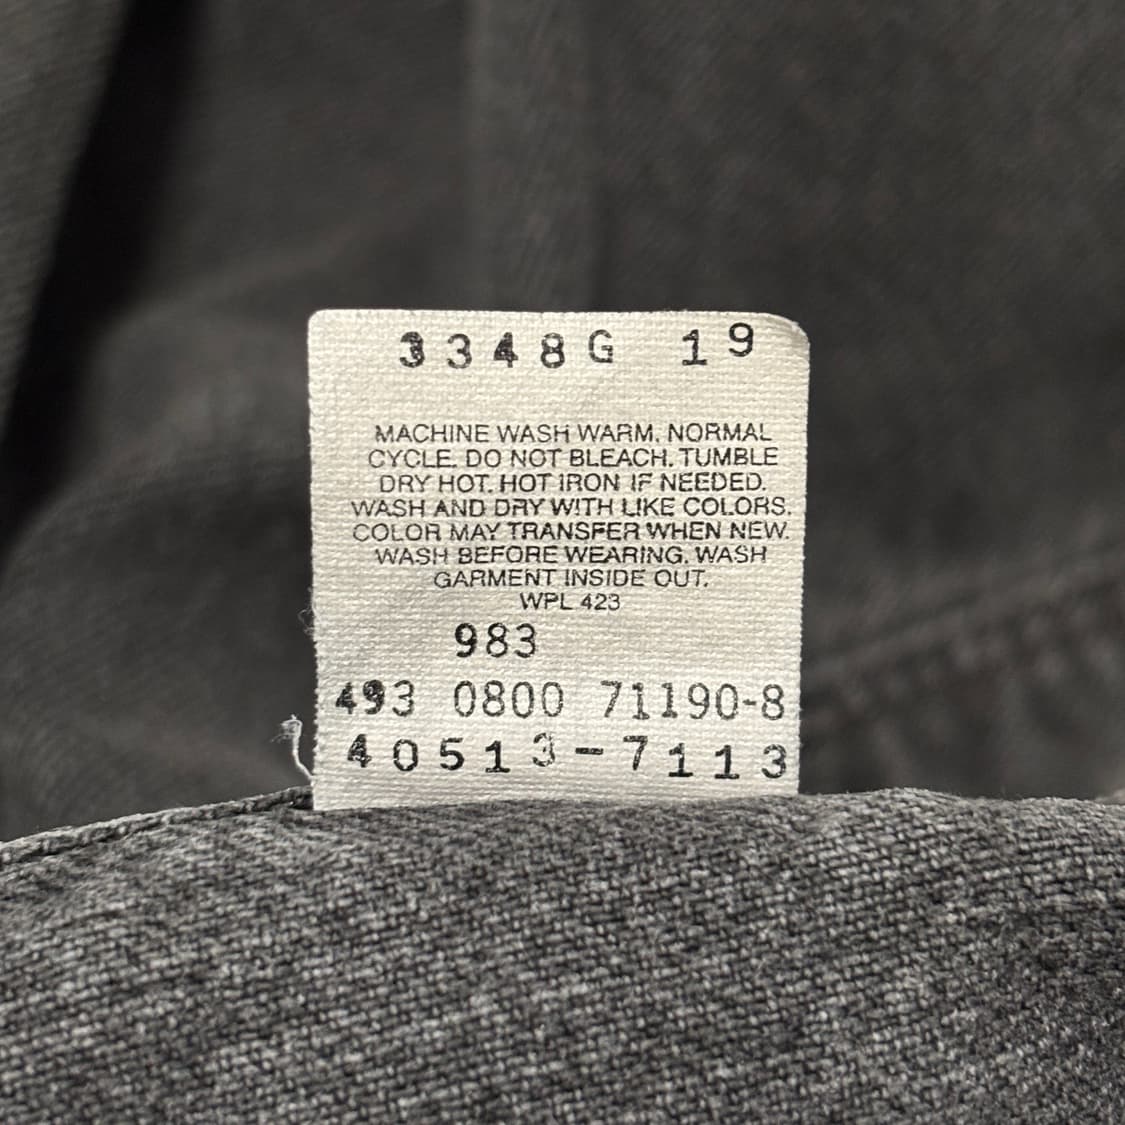 3348G 19
MACHINE WASH WARM, NORMAL
CYCLE. DO NOT BLEACH. TUMBLE
DRY HOT. HOT IRON IF NEEDED.
WASH AND DRY WITH LIKE COLORS.
COLOR MAY TRANSFER WHEN NEW.
WASH BEFORE WEARING. WASH
GARMENT INSIDE OUT.
WPL 423
983
493 0800 71190-8
40513-7113